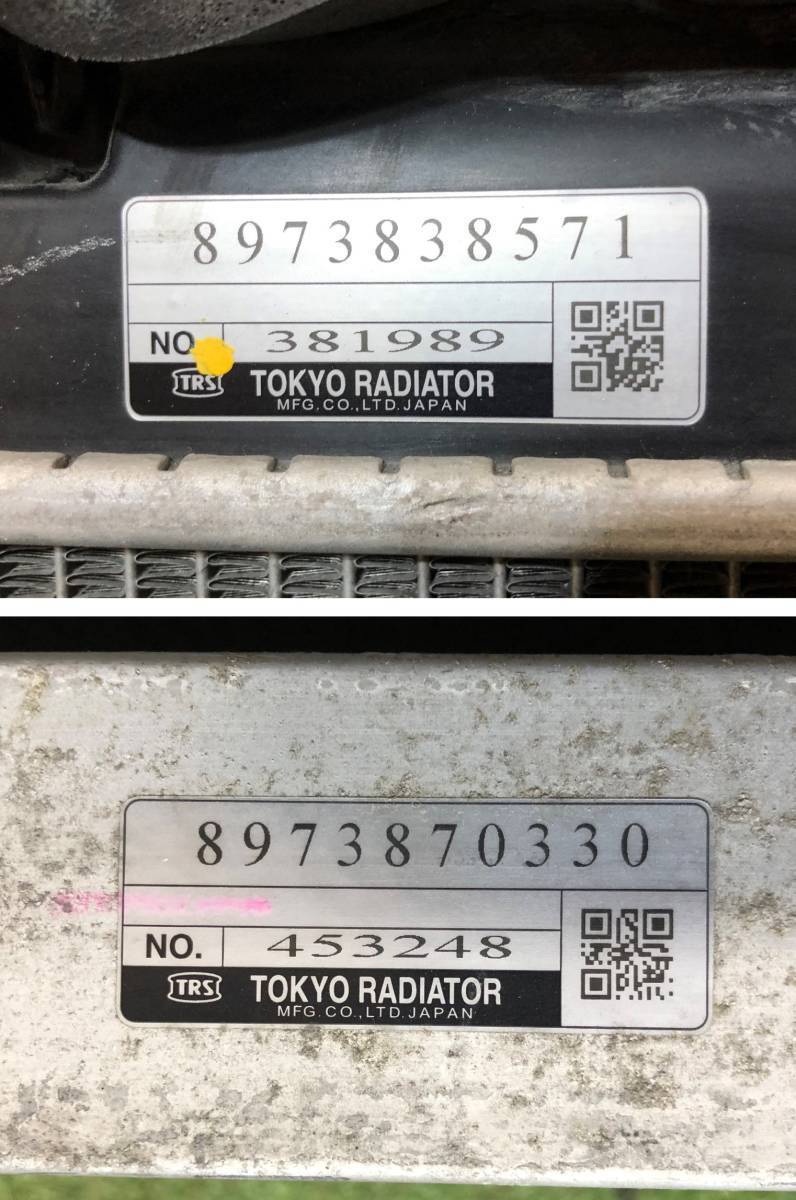 8973838571
NO 381989
TRS TOKYO RADIATOR
MFG.CO.,LTD.JAPAN
8973870330
NO. 453248
TRS TOKYO RADIATOR
MFG.CO.,LTD.JAPAN